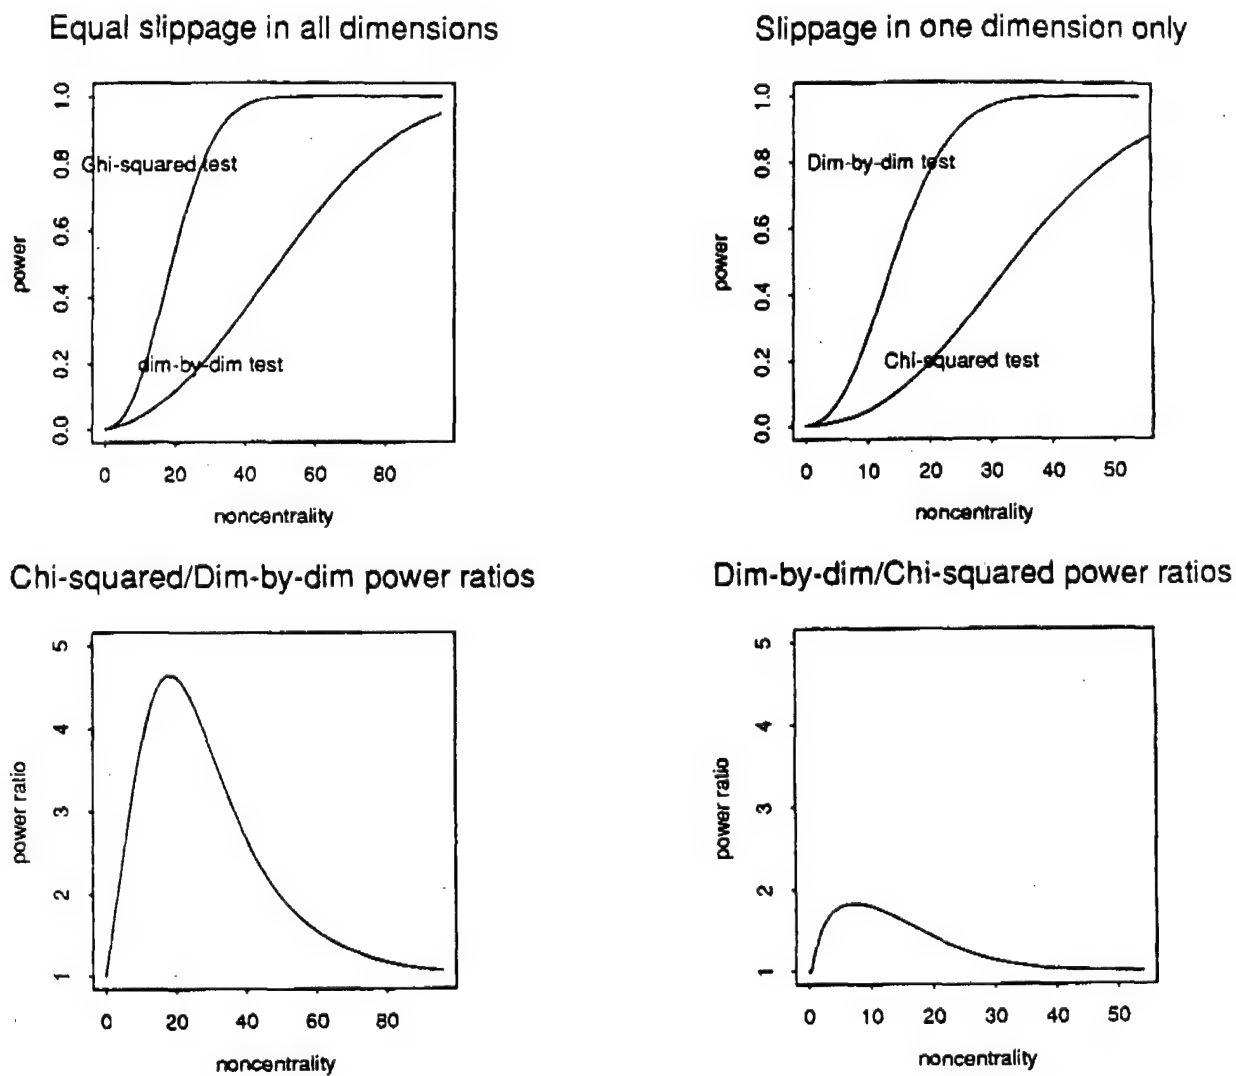 Equal slippage in all dimensions
1.0
0.8
0.6
0.4
0.2
0.0
power
Chi-squared test
dim-by-dim test
0 20 40 60 80
noncentrality
Slippage in one dimension only
1.0
0.8
0.6
0.4
0.2
0.0
power
Dim-by-dim test
Chi-squared test
0 10 20 30 40 50
noncentrality
Chi-squared/Dim-by-dim power ratios
5
4
3
2
1
power ratio
0 20 40 60 80
noncentrality
Dim-by-dim/Chi-squared power ratios
5
4
3
2
1
power ratio
0 10 20 30 40 50
noncentrality